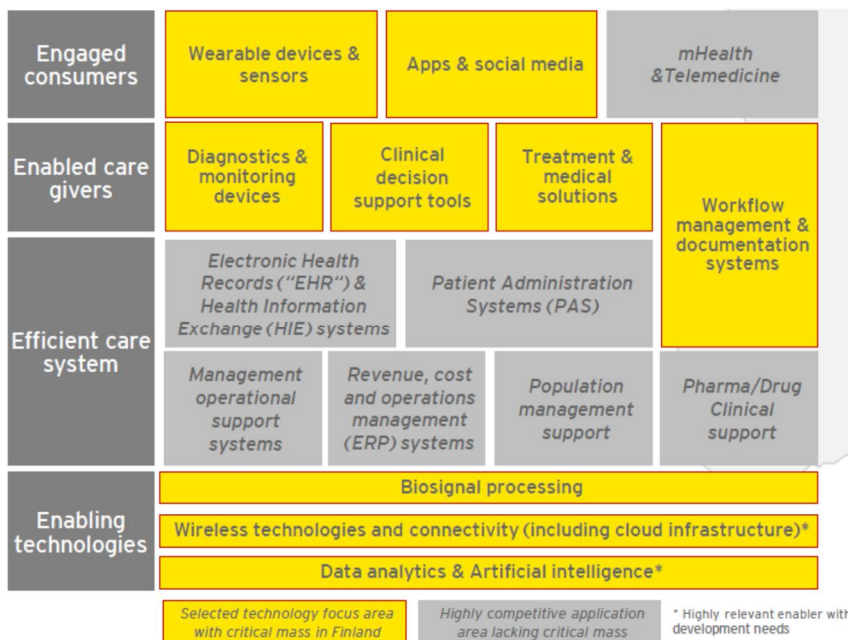 Engaged
consumers
Wearable devices &
sensors
Apps & social media
mHealth
&Telemedicine
Enabled care
givers
Diagnostics &
monitoring
devices
Clinical
decision
support tools
Treatment &
medical
solutions
Workflow
management &
documentation
systems
Efficient care
system
Electronic Health
Records ("EHR") &
Health Information
Exchange (HIE) systems
Patient Administration
Systems (PAS)
Management
operational
support
systems
Revenue, cost
and operations
management
(ERP) systems
Population
management
support
Pharma/Drug
Clinical
support
Enabling
technologies
Biosignal processing
Wireless technologies and connectivity (including cloud infrastructure)*
Data analytics & Artificial intelligence*
Selected technology focus area
with critical mass in Finland
Highly competitive application
area lacking critical mass
* Highly relevant enabler with
development needs